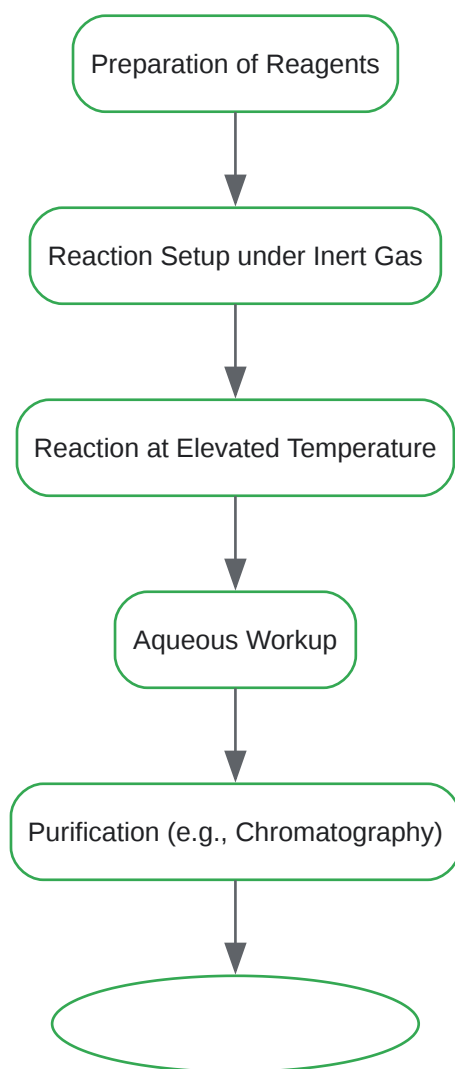 Preparation of Reagents
Reaction Setup under Inert Gas
Reaction at Elevated Temperature
Aqueous Workup
Purification (e.g., Chromatography)